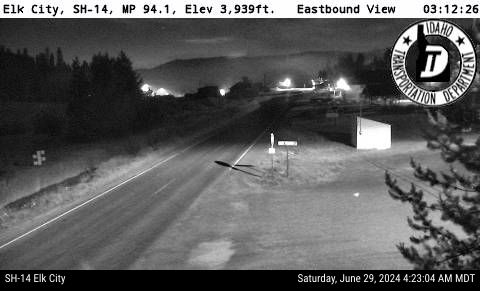 Elk City, SH-14, MP 94.1, Elev 3,939ft. Eastbound View 03:12:26
IDAHO
TRANSPORTATION DEPARTMENT
SH-14 Elk City Saturday, June 29, 2024 4:23:04 AM MDT